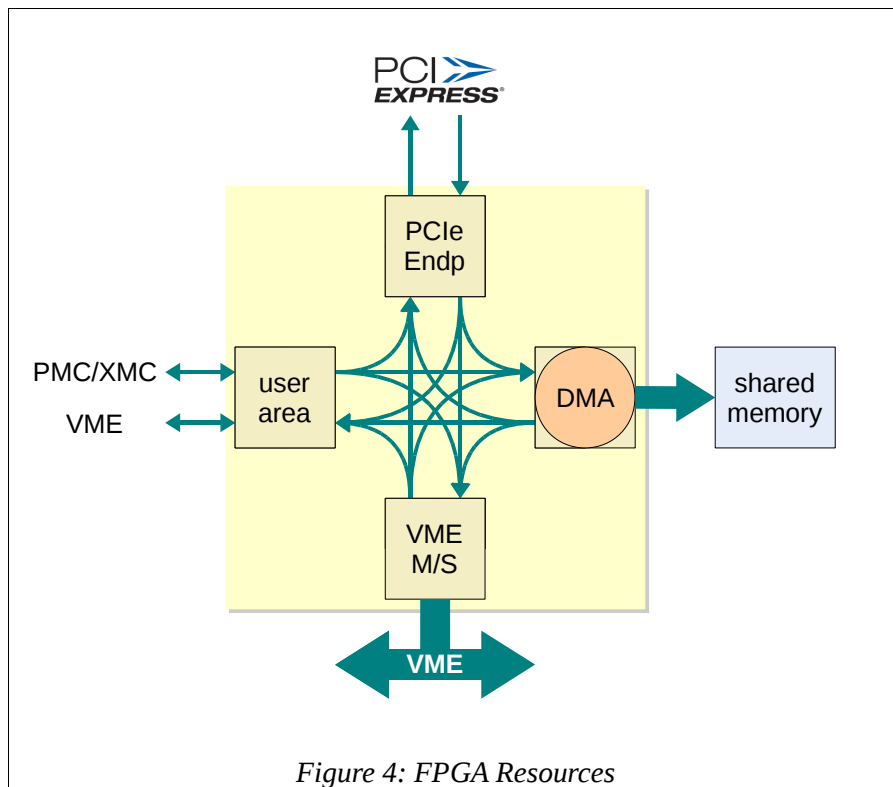 PCI
EXPRESS®
PCIe
Endp
PMC/XMC
VME
user
area
DMA
shared
memory
VME
M/S
VME
Figure 4: FPGA Resources